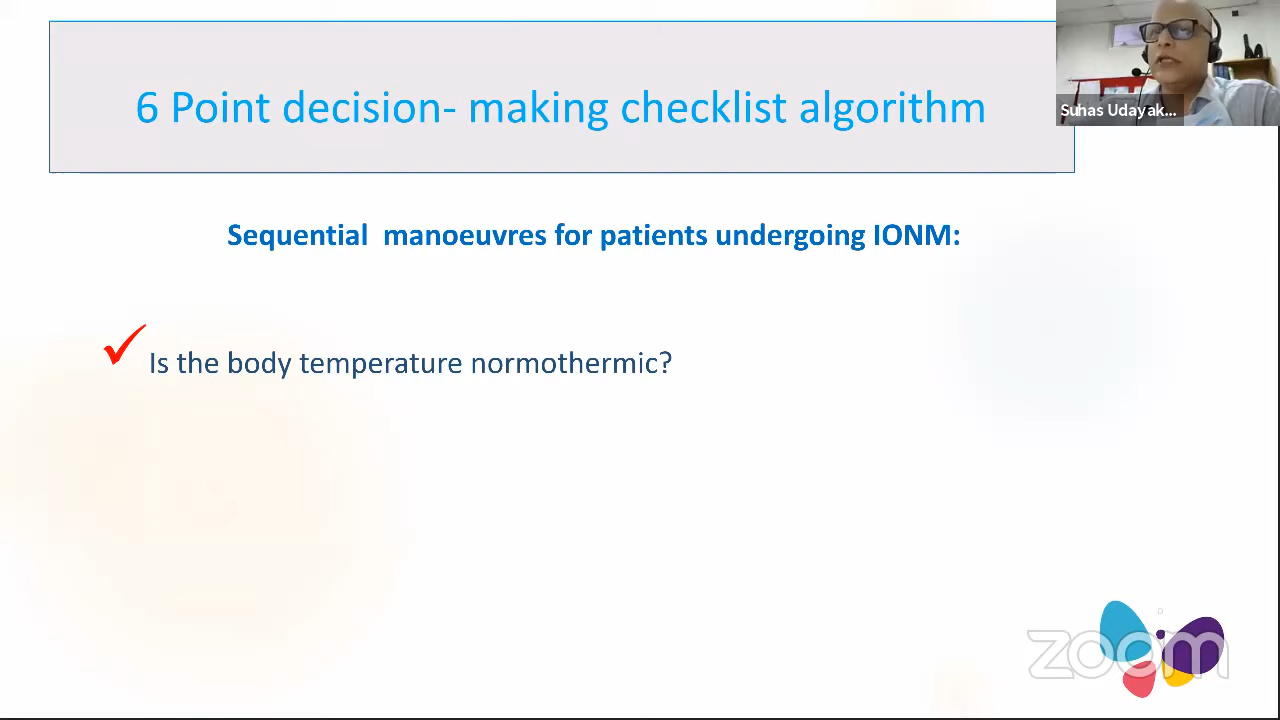 6 Point decision- making checklist algorithm
Suhas Udayak...
Sequential manoeuvres for patients undergoing IONM:
Is the body temperature normothermic?
zoom